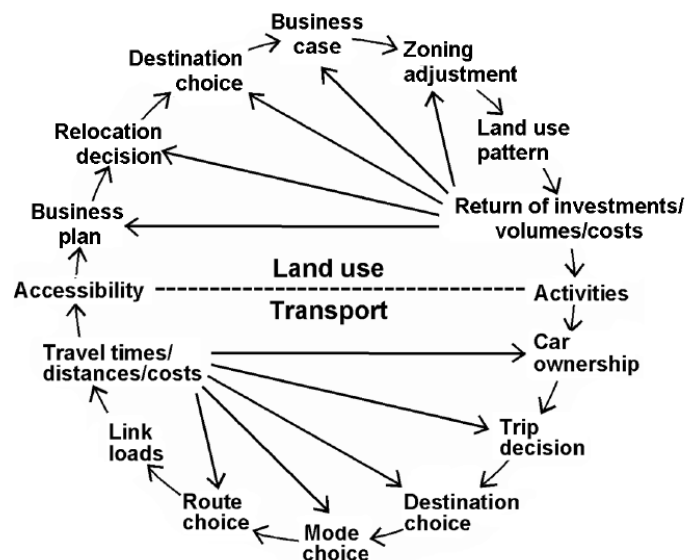 Business
case
Destination
choice
Zoning
adjustment
Land use
pattern
Relocation
decision
Return of investments/
volumes/costs
Business
plan
Land use
Accessibility
Activities
Transport
Car
ownership
Travel times/
distances/costs
Trip
decision
Link
loads
Destination
choice
Route
choice
Mode
choice